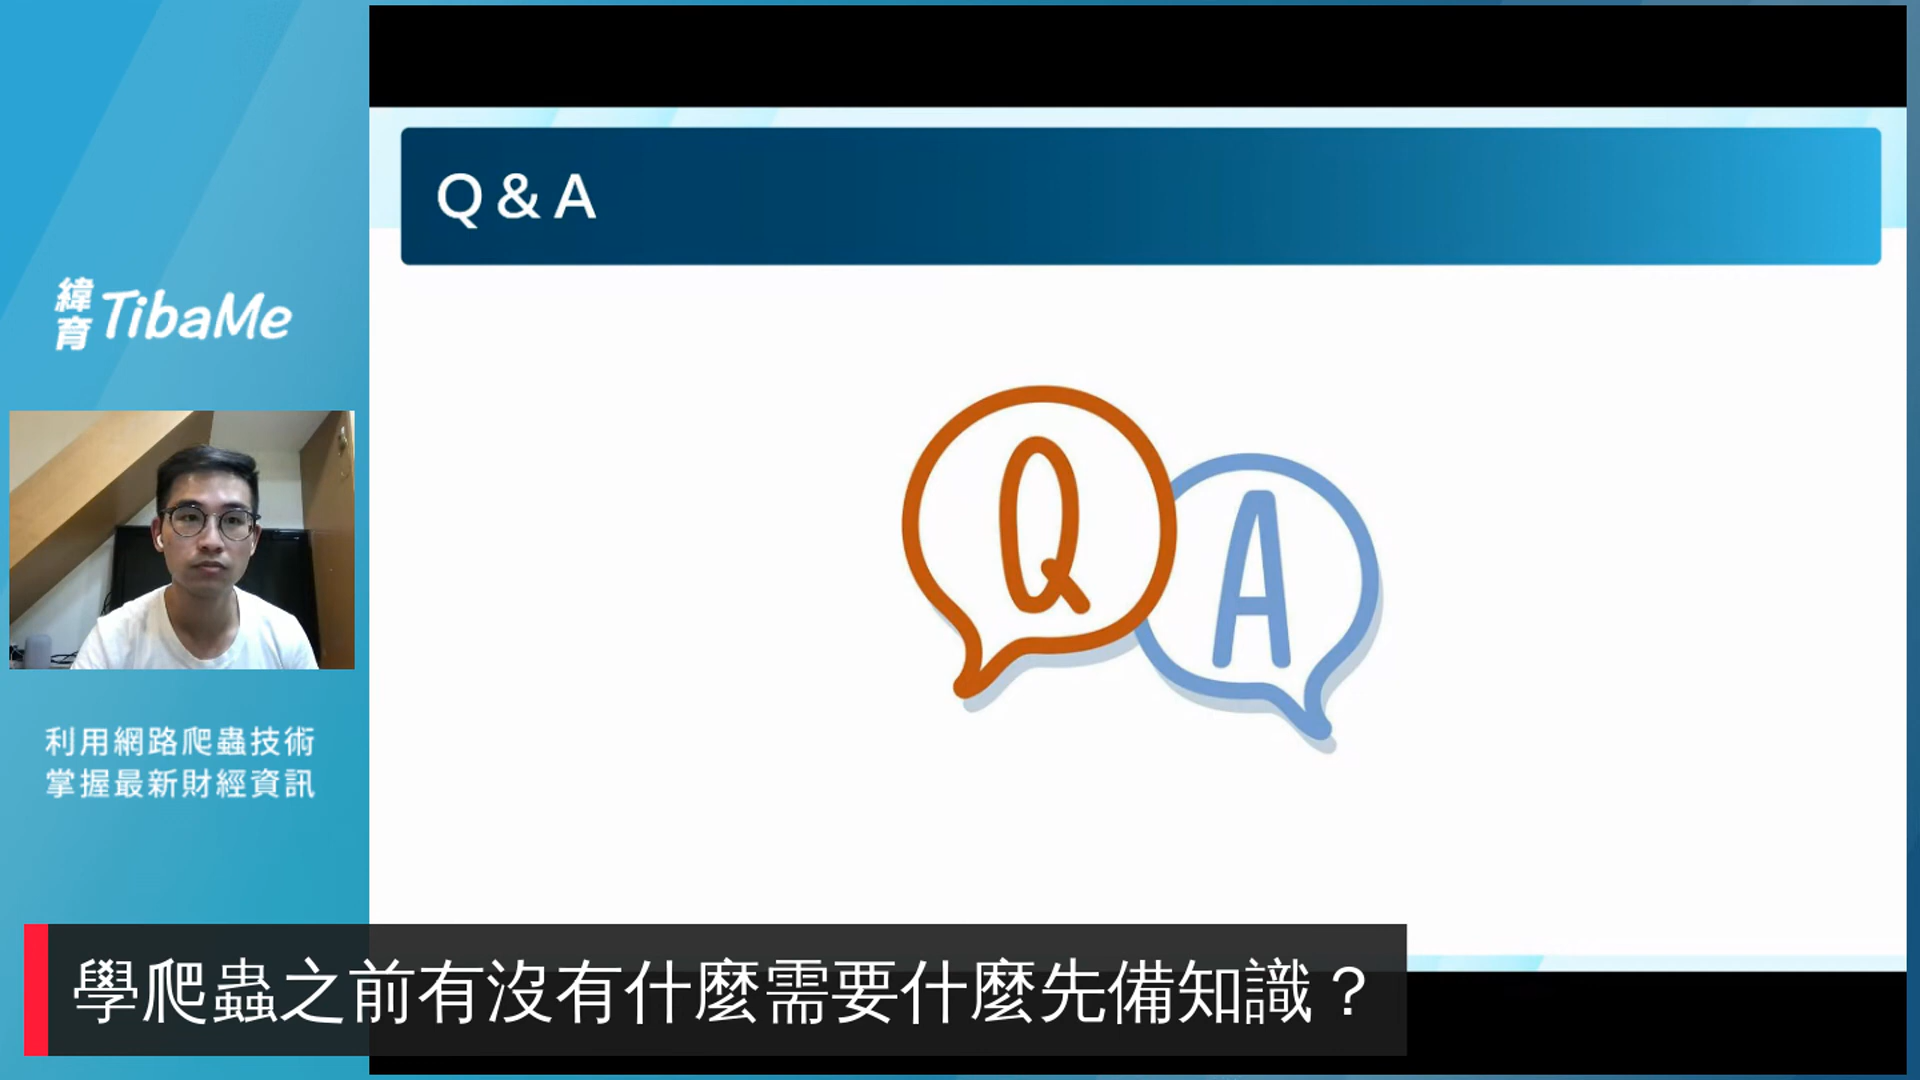 Q & A
緯育 TibaMe
Q
A
利用網路爬蟲技術
掌握最新財經資訊
學爬蟲之前有沒有什麼需要什麼先備知識？